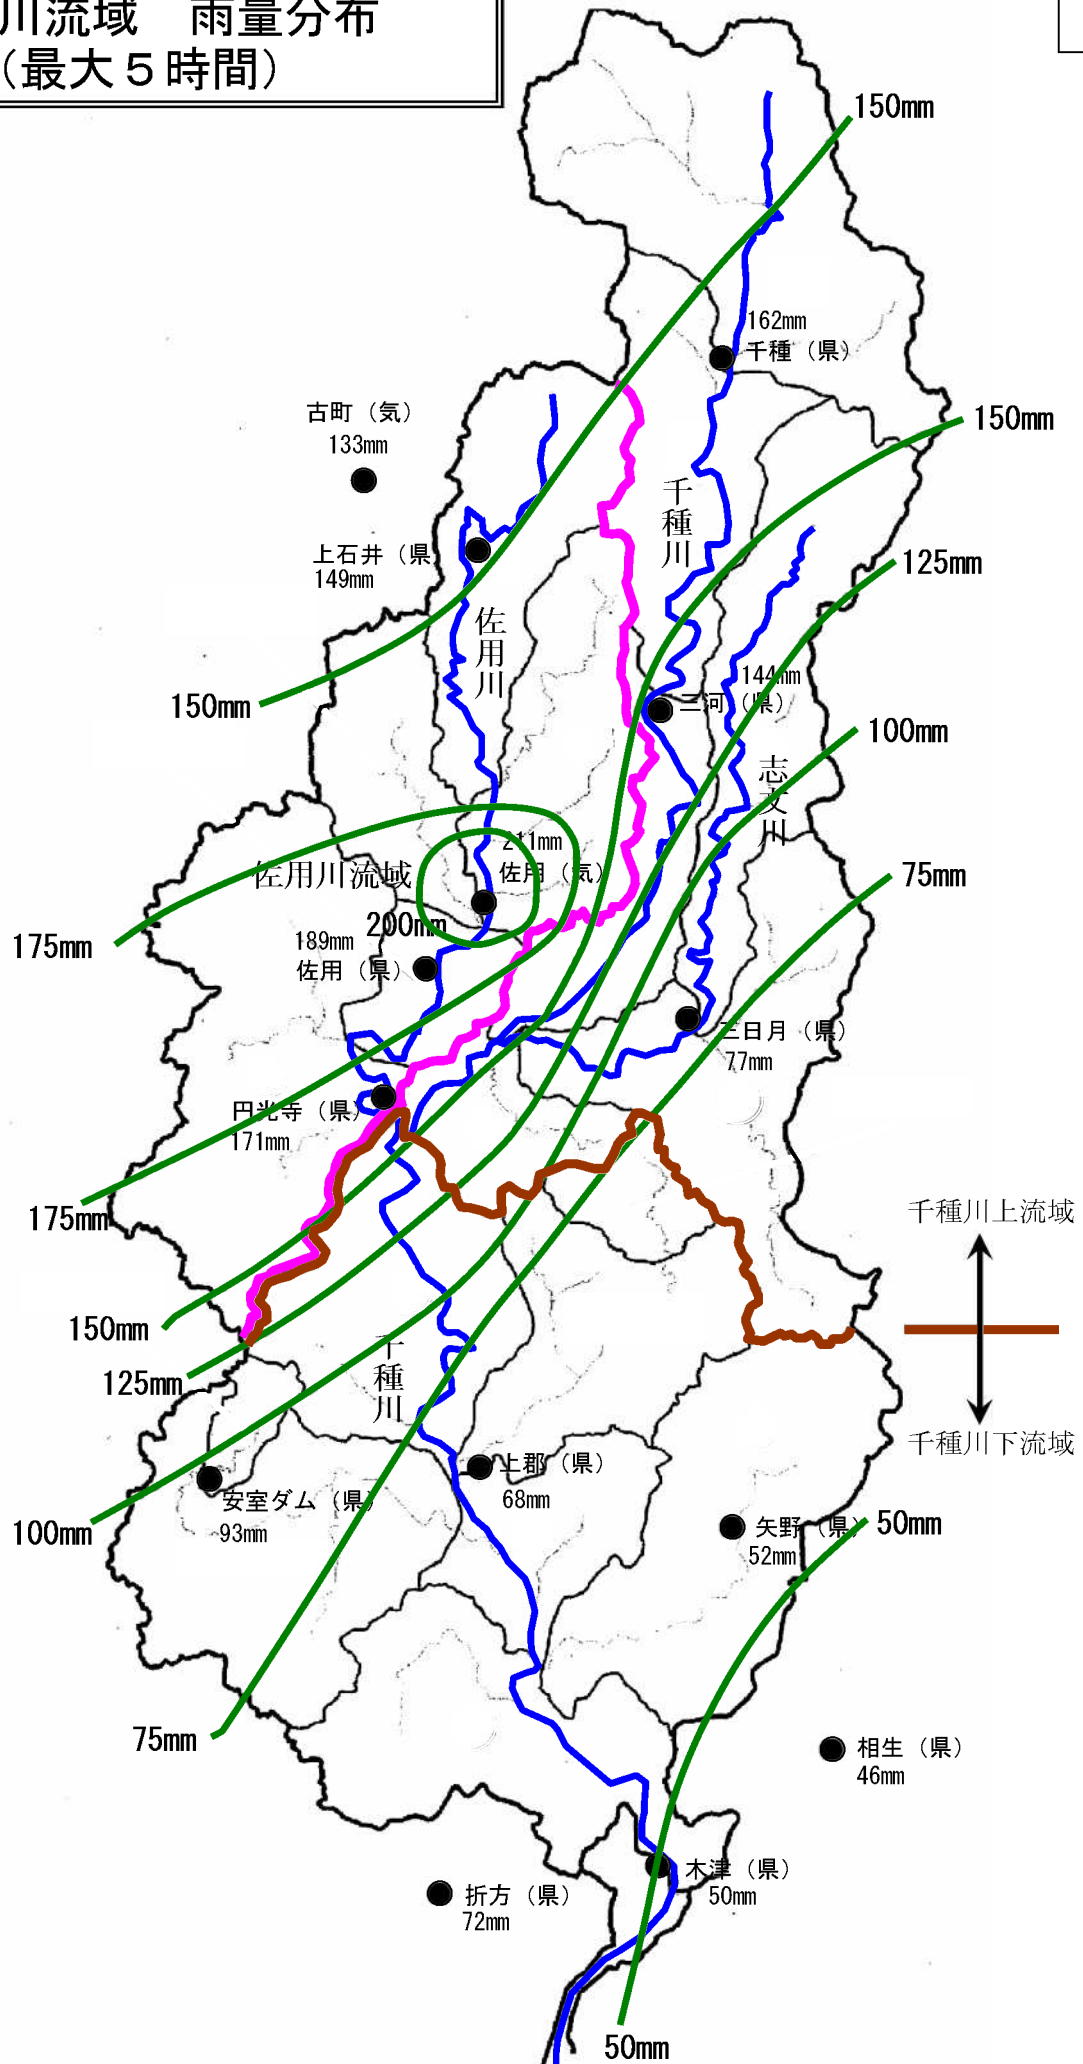 川流域　雨量分布
（最大５時間）
150mm
162mm
千種（県）
古町（気）
133mm
150mm
千種川
上石井（県
149mm
125mm
佐用川
144mm
三河（県）
150mm
100mm
志文川
211mm
佐用（気）
佐用川流域
75mm
200mm
175mm
189mm
佐用（県）
三日月（県）
77mm
円光寺（県）
171mm
175mm
千種川上流域
150mm
千種川
125mm
千種川下流域
上郡（県）
68mm
安室ダム（県）
93mm
100mm
矢野（県）
52mm
50mm
75mm
相生（県）
46mm
木津（県）
50mm
折方（県）
72mm
50mm